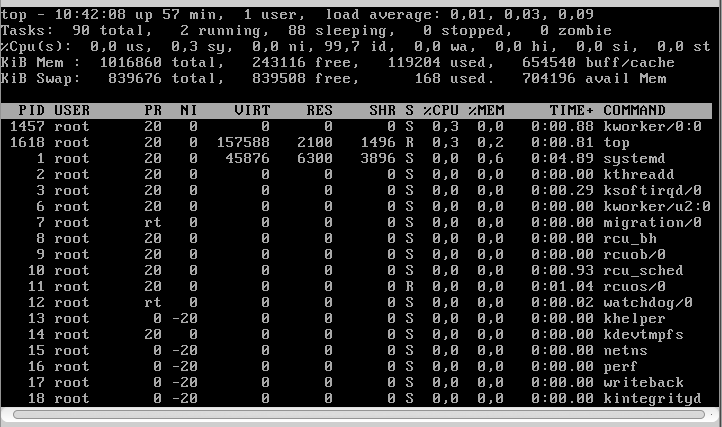 top - 10:42:08 up 57 min,  1 user,  load average: 0,01, 0,03, 0,09
Tasks:  90 total,   2 running,  88 sleeping,   0 stopped,   0 zombie
%Cpu(s):  0,0 us,  0,3 sy,  0,0 ni, 99,7 id,  0,0 wa,  0,0 hi,  0,0 si,  0,0 st
KiB Mem :  1016860 total,   243116 free,   119204 used,   654540 buff/cache
KiB Swap:   839676 total,   839508 free,      168 used.   704196 avail Mem
PID USER PR NI VIRT RES SHR S %CPU %MEM TIME+ COMMAND
1457 root 20 0 0 0 0 S 0,3 0,0 0:00.88 kworker/0:0
1618 root 20 0 157588 2100 1496 R 0,3 0,2 0:00.81 top
1 root 20 0 45876 6300 3896 S 0,0 0,6 0:04.89 systemd
2 root 20 0 0 0 0 S 0,0 0,0 0:00.00 kthreadd
3 root 20 0 0 0 0 S 0,0 0,0 0:00.29 ksoftirqd/0
6 root 20 0 0 0 0 S 0,0 0,0 0:00.00 kworker/u2:0
7 root rt 0 0 0 0 S 0,0 0,0 0:00.00 migration/0
8 root 20 0 0 0 0 S 0,0 0,0 0:00.00 rcu_bh
9 root 20 0 0 0 0 S 0,0 0,0 0:00.00 rcuob/0
10 root 20 0 0 0 0 S 0,0 0,0 0:00.93 rcu_sched
11 root 20 0 0 0 0 R 0,0 0,0 0:01.04 rcuos/0
12 root rt 0 0 0 0 S 0,0 0,0 0:00.02 watchdog/0
13 root 0 -20 0 0 0 S 0,0 0,0 0:00.00 khelper
14 root 20 0 0 0 0 S 0,0 0,0 0:00.00 kdevtmpfs
15 root 0 -20 0 0 0 S 0,0 0,0 0:00.00 netns
16 root 0 -20 0 0 0 S 0,0 0,0 0:00.00 perf
17 root 0 -20 0 0 0 S 0,0 0,0 0:00.00 writeback
18 root 0 -20 0 0 0 S 0,0 0,0 0:00.00 kintegrityd